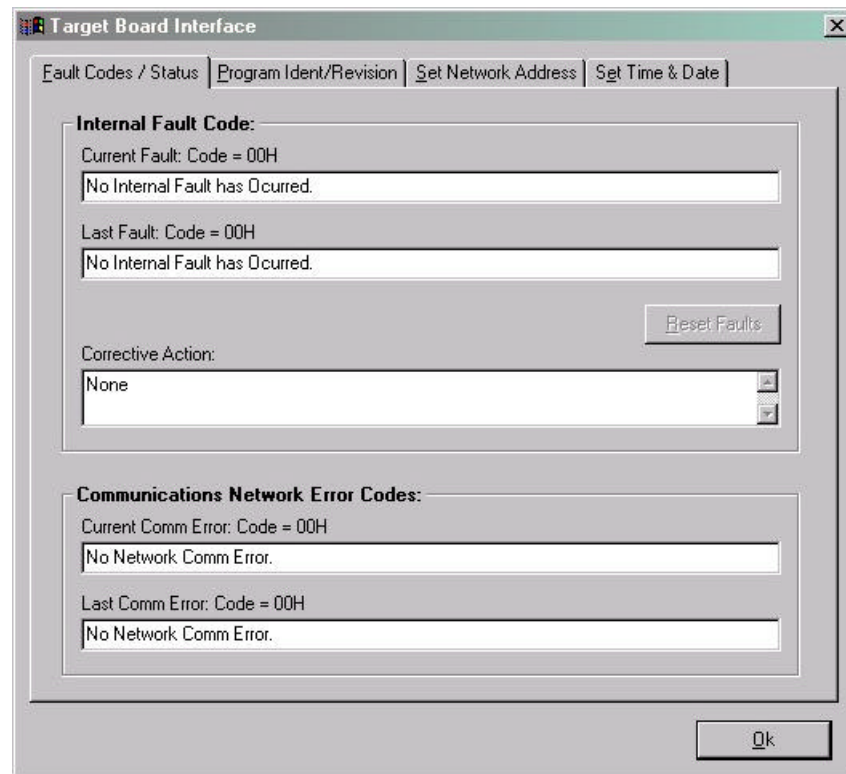 Target Board Interface
Fault Codes / Status Program Ident/Revision Set Network Address Set Time & Date
Internal Fault Code:
Current Fault: Code = 00H
No Internal Fault has Ocurred.
Last Fault: Code = 00H
No Internal Fault has Ocurred.
Reset Faults
Corrective Action:
None
Communications Network Error Codes:
Current Comm Error: Code = 00H
No Network Comm Error.
Last Comm Error: Code = 00H
No Network Comm Error.
Ok